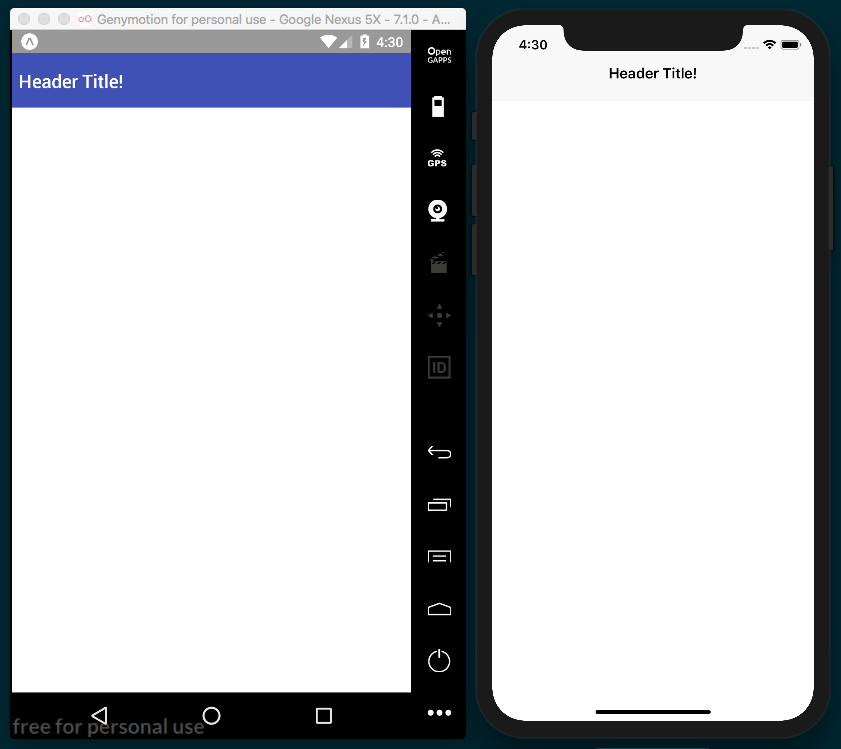 Genymotion for personal use - Google Nexus 5X - 7.1.0 - A...
4:30
Header Title!
Open
GAPPS
GPS
ID
free for personal use
4:30
Header Title!